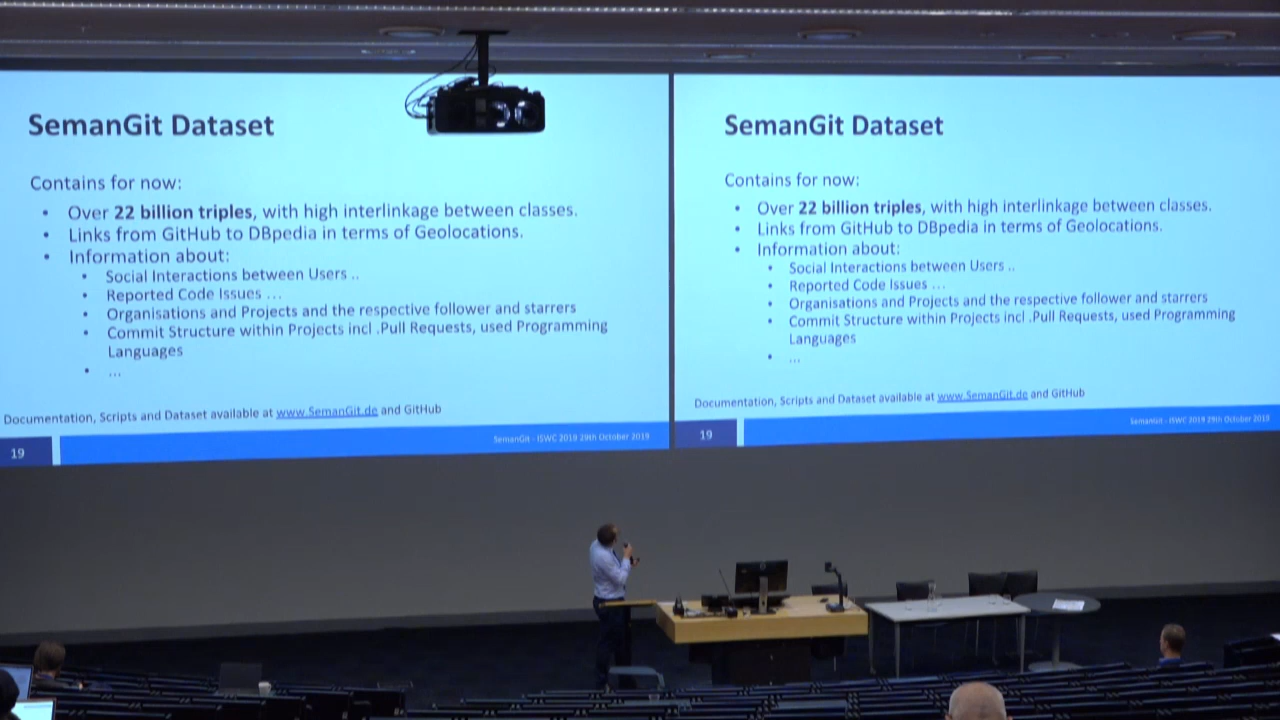 SemanGit Dataset
Contains for now:
• Over 22 billion triples, with high interlinkage between classes.
• Links from GitHub to DBpedia in terms of Geolocations.
• Information about:
• Social Interactions between Users ..
• Reported Code Issues ...
• Organisations and Projects and the respective follower and starrers
• Commit Structure within Projects incl .Pull Requests, used Programming
Languages
• ...
Documentation, Scripts and Dataset available at www.SemanGit.de and GitHub
19
SemanGit - ISWC 2019 29th October 2019
SemanGit Dataset
Contains for now:
• Over 22 billion triples, with high interlinkage between classes.
• Links from GitHub to DBpedia in terms of Geolocations.
• Information about:
• Social Interactions between Users ..
• Reported Code Issues ...
• Organisations and Projects and the respective follower and starrers
• Commit Structure within Projects incl .Pull Requests, used Programming
Languages
• ...
Documentation, Scripts and Dataset available at www.SemanGit.de and GitHub
19
SemanGit - ISWC 2019 29th October 2019